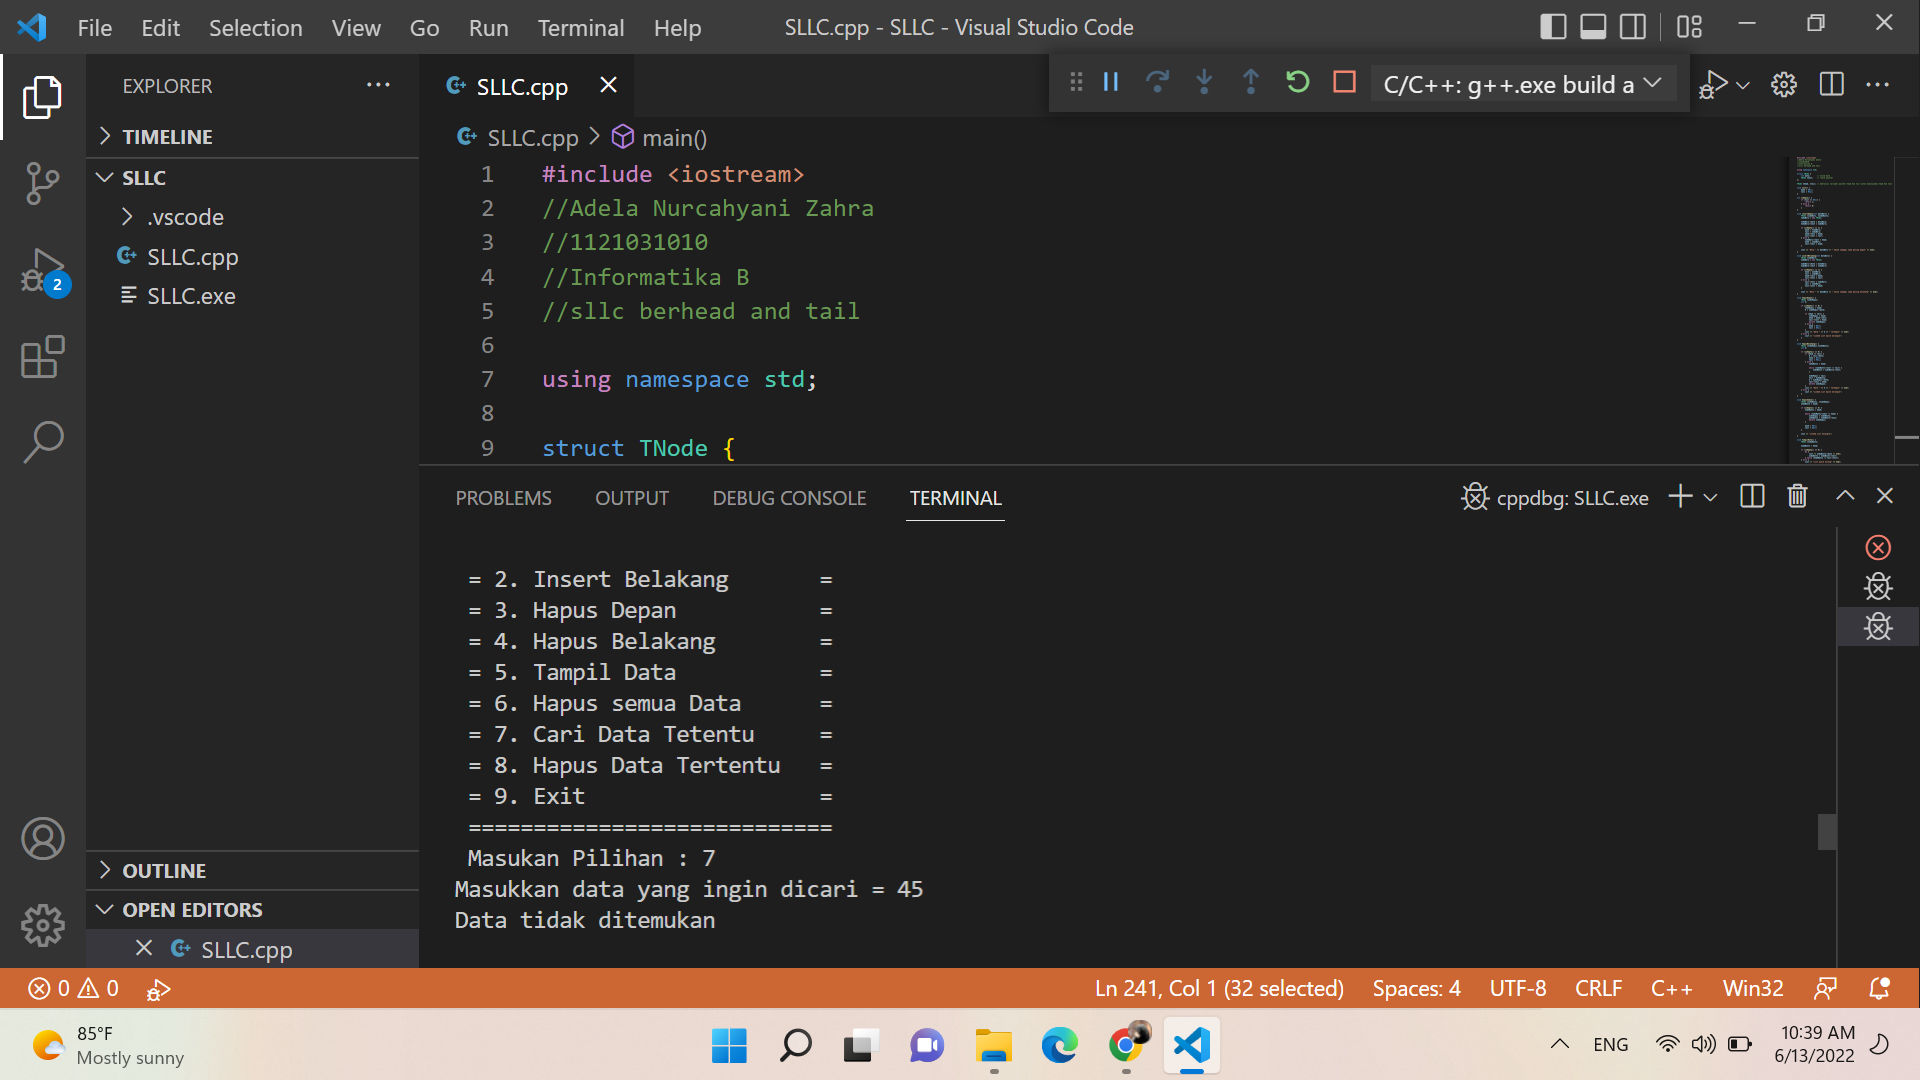 File Edit Selection View Go Run Terminal Help
SLLC.cpp - SLLC - Visual Studio Code
EXPLORER
TIMELINE
SLLC
.vscode
SLLC.cpp
SLLC.exe
2
OUTLINE
OPEN EDITORS
SLLC.cpp
SLLC.cpp
C/C++: g++.exe build a
SLLC.cpp main()
1 #include <iostream>
2 //Adela Nurcahyani Zahra
3 //1121031010
4 //Informatika B
5 //sllc berhead and tail
6
7 using namespace std;
8
9 struct TNode {
PROBLEMS OUTPUT DEBUG CONSOLE TERMINAL
cppdbg: SLLC.exe
= 2. Insert Belakang =
= 3. Hapus Depan =
= 4. Hapus Belakang =
= 5. Tampil Data =
= 6. Hapus semua Data =
= 7. Cari Data Tetentu =
= 8. Hapus Data Tertentu =
= 9. Exit =
============================
Masukan Pilihan : 7
Masukkan data yang ingin dicari = 45
Data tidak ditemukan
0 0
Ln 241, Col 1 (32 selected) Spaces: 4 UTF-8 CRLF C++ Win32
85°F
Mostly sunny
ENG
10:39 AM
6/13/2022